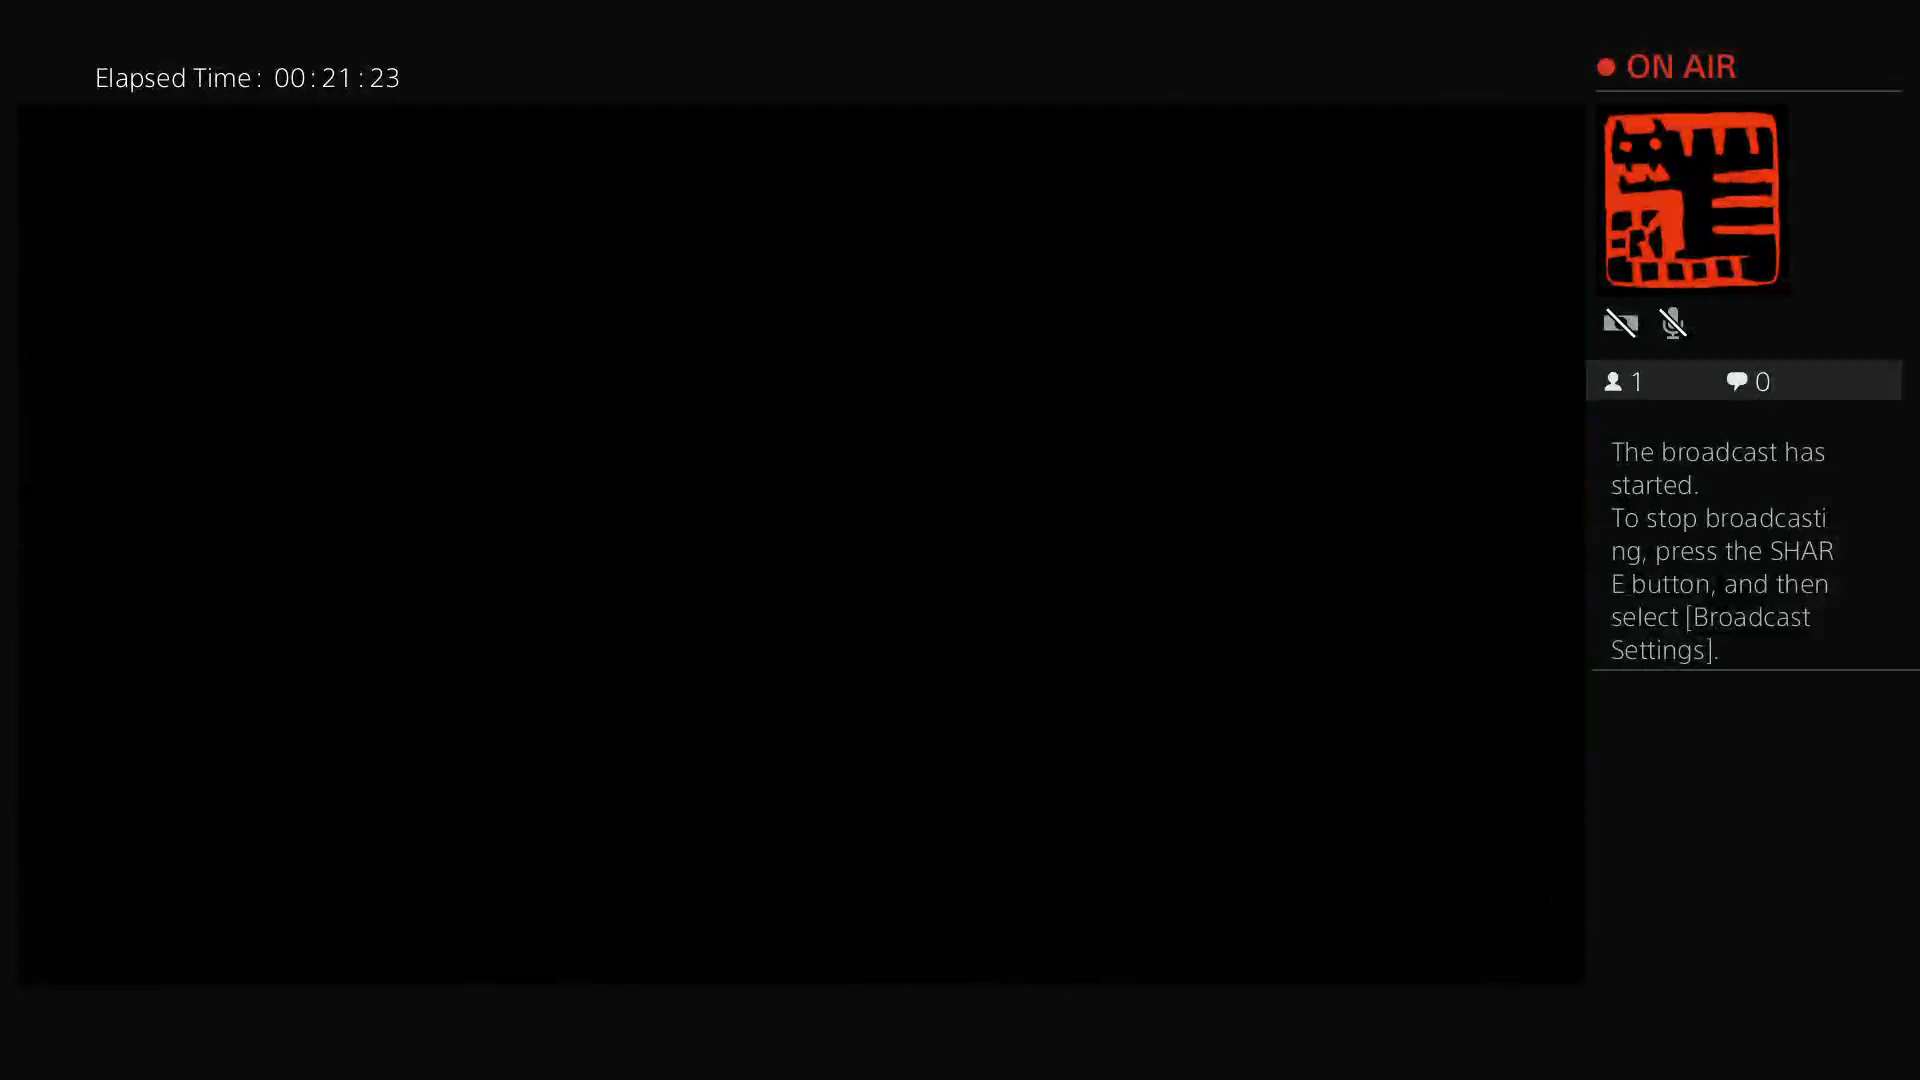 Elapsed Time: 00:21:23
ON AIR
1
0
The broadcast has
started.
To stop broadcasti
ng, press the SHAR
E button, and then
select [Broadcast
Settings].